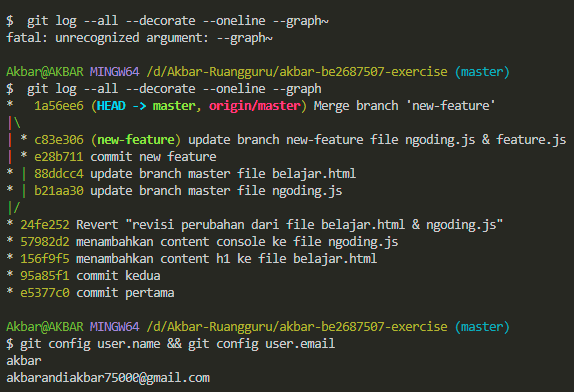 $  git log --all --decorate --oneline --graph~
fatal: unrecognized argument: --graph~
Akbar@AKBAR MINGW64 /d/Akbar-Ruangguru/akbar-be2687507-exercise (master)
$  git log --all --decorate --oneline --graph
*   1a56ee6 (HEAD -> master, origin/master) Merge branch 'new-feature'
|\
| * c83e306 (new-feature) update branch new-feature file ngoding.js & feature.js
| * e28b711 commit new feature
* | 88ddcc4 update branch master file belajar.html
* | b21aa30 update branch master file ngoding.js
|/
* 24fe252 Revert "revisi perubahan dari file belajar.html & ngoding.js"
* 57982d2 menambahkan content console ke file ngoding.js
* 156f9f5 menambahkan content h1 ke file belajar.html
* 95a85f1 commit kedua
* e5377c0 commit pertama
Akbar@AKBAR MINGW64 /d/Akbar-Ruangguru/akbar-be2687507-exercise (master)
$ git config user.name && git config user.email
akbar
akbarandiakbar75000@gmail.com